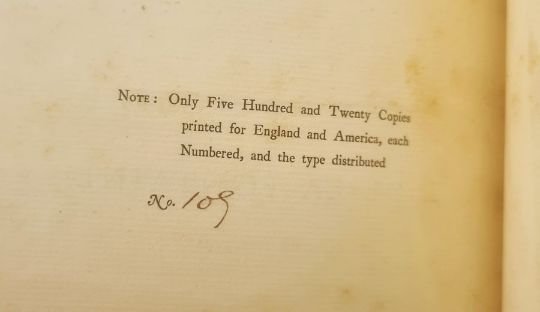 NOTE: Only Five Hundred and Twenty Copies
printed for England and America, each
Numbered, and the type distributed
No. 109